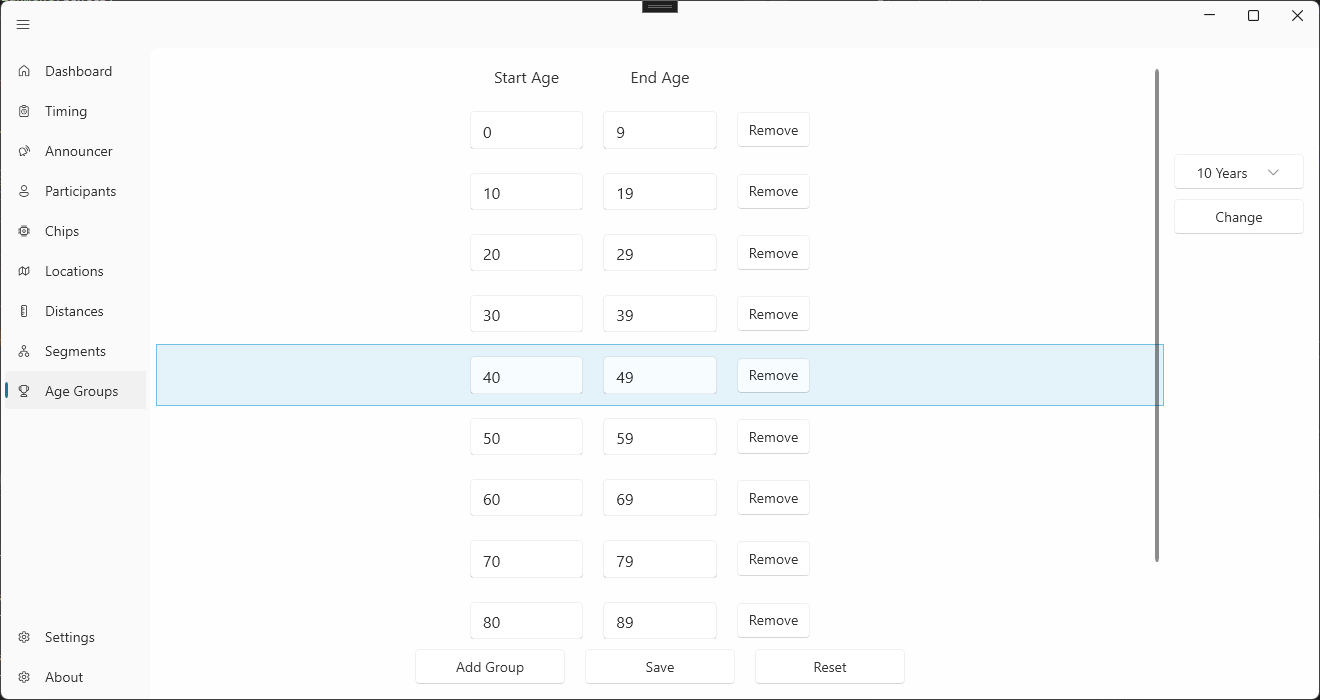 Dashboard
Timing
Announcer
Participants
Chips
Locations
Distances
Segments
Age Groups
Settings
About
Start Age End Age
0 9 Remove
10 19 Remove
20 29 Remove
30 39 Remove
40 49 Remove
50 59 Remove
60 69 Remove
70 79 Remove
80 89 Remove
Add Group Save Reset
10 Years
Change